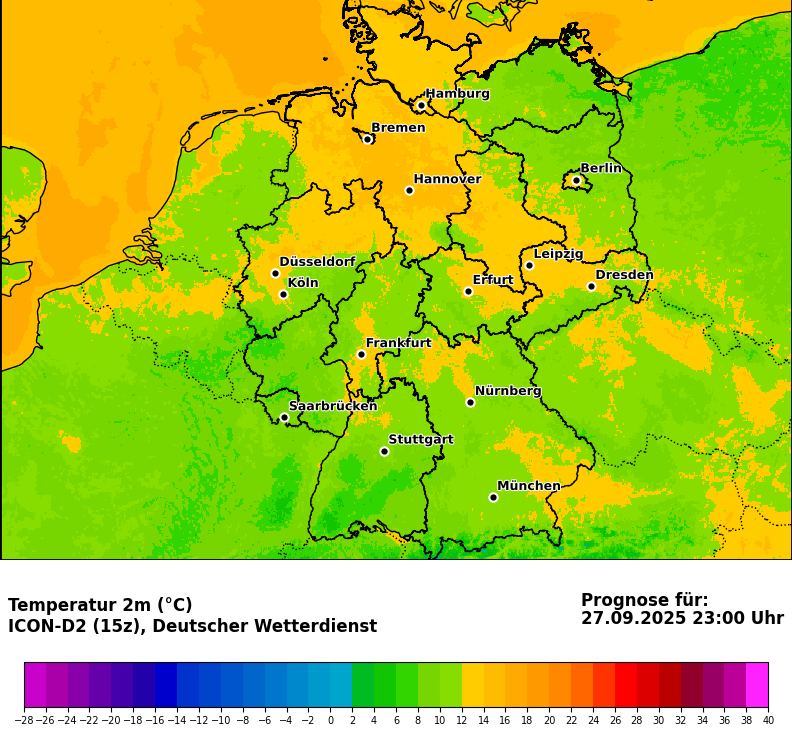 Hamburg
Bremen
Berlin
Hannover
Leipzig
Düsseldorf
Dresden
Köln
Erfurt
Frankfurt
Nürnberg
Saarbrücken
Stuttgart
München
Temperatur 2m (°C)
ICON-D2 (15z), Deutscher Wetterdienst
Prognose für:
27.09.2025 23:00 Uhr
−28 −26 −24 −22 −20 −18 −16 −14 −12 −10 −8 −6 −4 −2 0 2 4 6 8 10 12 14 16 18 20 22 24 26 28 30 32 34 36 38 40